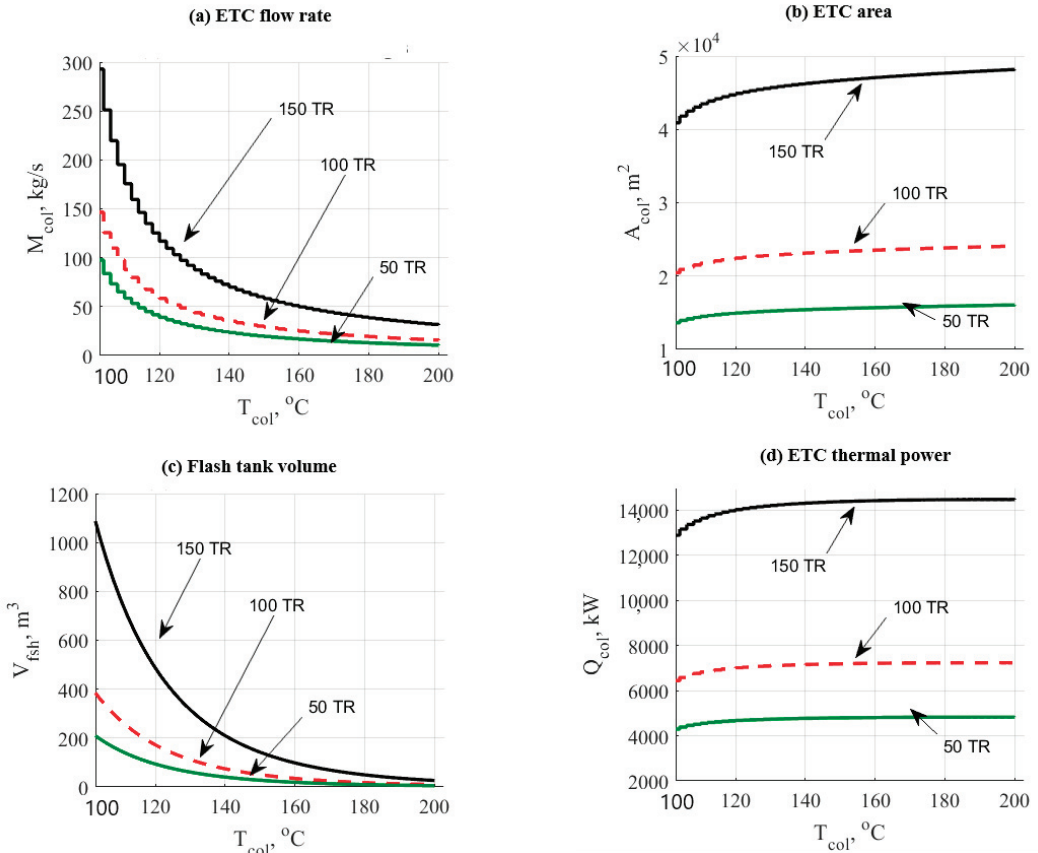 (a) ETC flow rate
300
250
200
150
100
50
0
M_col, kg/s
150 TR
100 TR
50 TR
100 120 140 160 180 200
T_col, °C
(b) ETC area
×10⁴
5
4
3
2
1
A_col, m²
150 TR
100 TR
50 TR
100 120 140 160 180 200
T_col, °C
(c) Flash tank volume
1200
1000
800
600
400
200
0
V_fsh, m³
150 TR
100 TR
50 TR
100 120 140 160 180 200
T_col, °C
(d) ETC thermal power
14,000
12,000
10,000
8000
6000
4000
2000
Q_col, kW
150 TR
100 TR
50 TR
100 120 140 160 180 200
T_col, °C